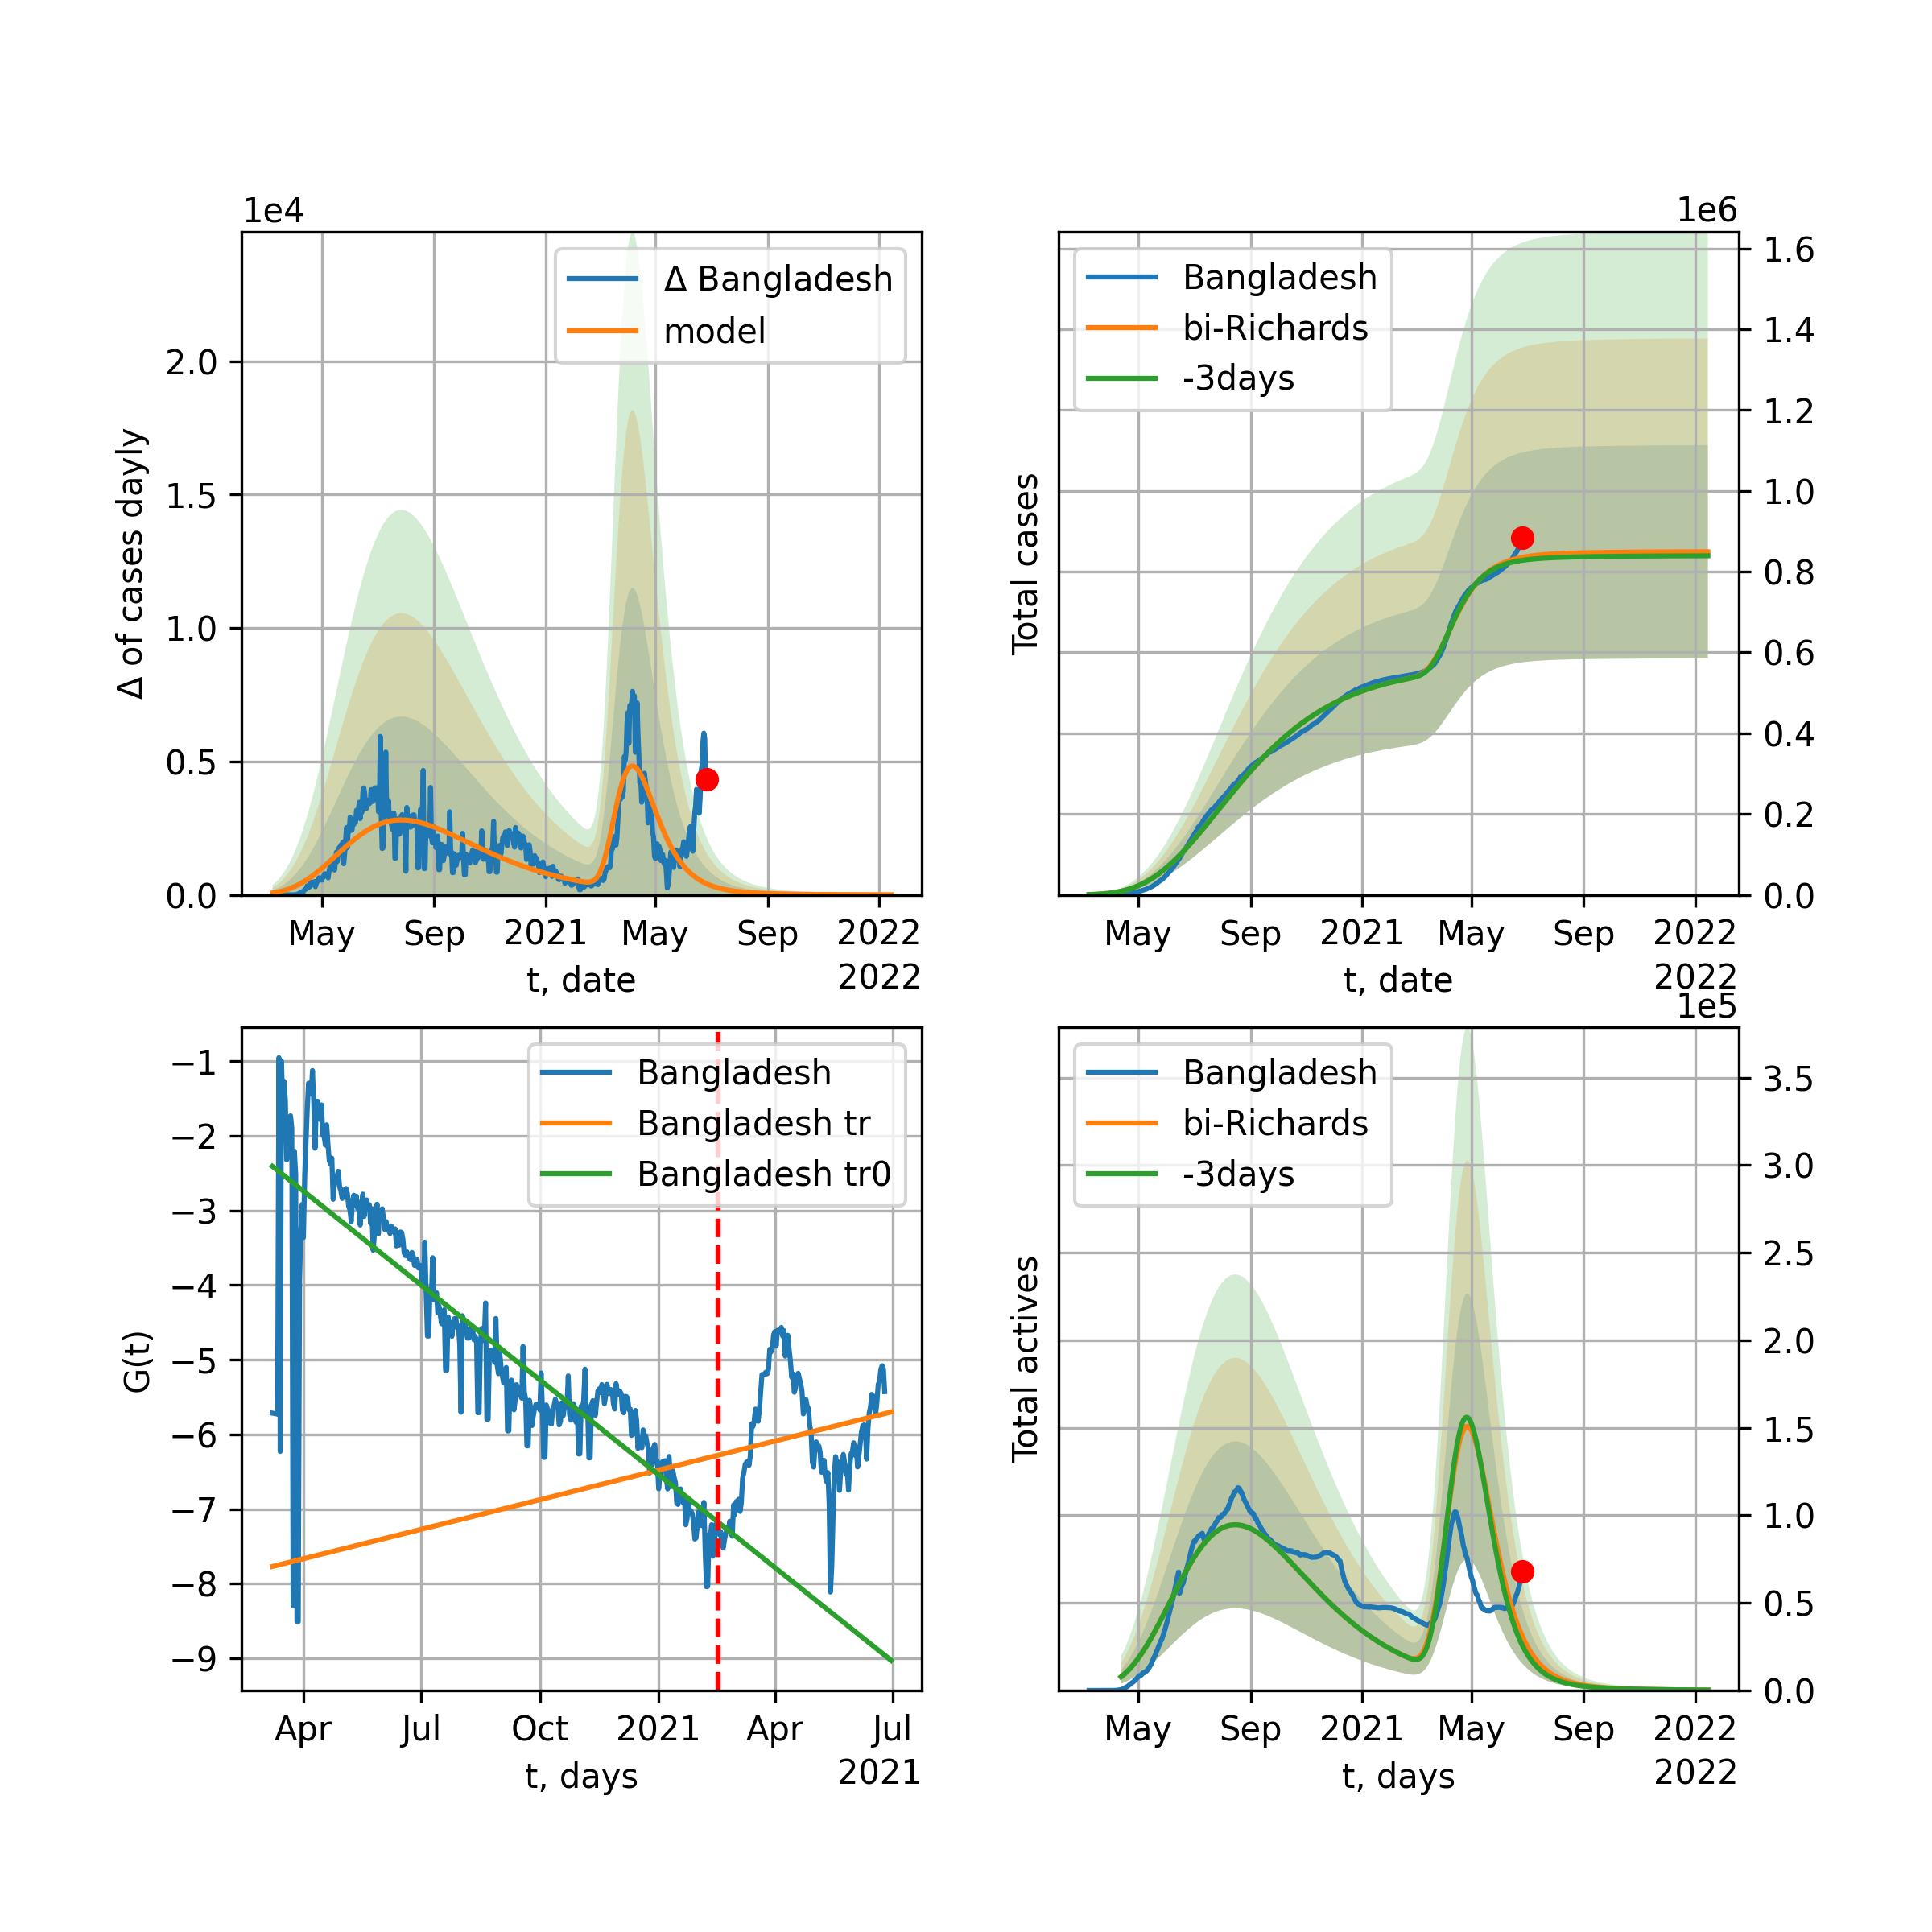 1e4
Δ Bangladesh
model
2.0
1.5
1.0
0.5
0.0
Δ of cases dayly
May Sep 2021 May Sep 2022
t, date 2022
1e6
Bangladesh
bi-Richards
-3days
Total cases
1.6
1.4
1.2
1.0
0.8
0.6
0.4
0.2
0.0
May Sep 2021 May Sep 2022
t, date 2022
Bangladesh
Bangladesh tr
Bangladesh tr0
−1
−2
−3
−4
−5
−6
−7
−8
−9
G(t)
Apr Jul Oct 2021 Apr Jul
t, days 2021
1e5
Bangladesh
bi-Richards
-3days
Total actives
3.5
3.0
2.5
2.0
1.5
1.0
0.5
0.0
May Sep 2021 May Sep 2022
t, days 2022